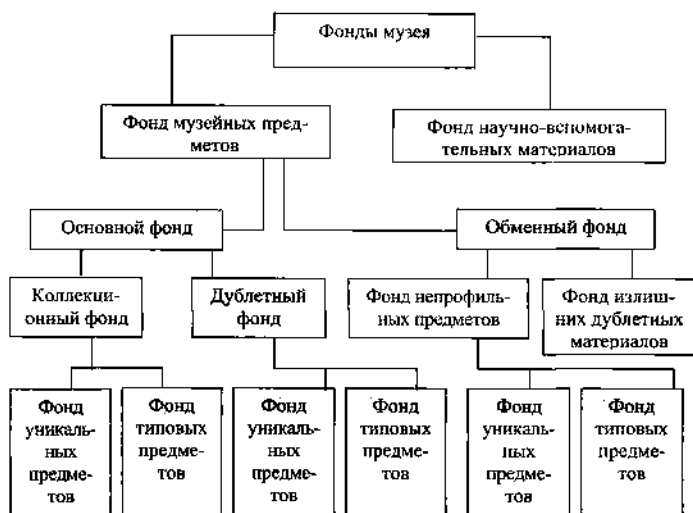 Фонды музея
Фонд музейных пред-
метов
Фонд научно-вспомога-
тельных материалов
Основной фонд
Обменный фонд
Коллекци-
онный фонд
Дублетный
фонд
Фонд непрофиль-
ных предметов
Фонд излиш-
них дублетных
материалов
Фонд
уникаль-
ных
предме-
тов
Фонд
типовых
предме-
тов
Фонд
уникаль-
ных
предме-
тов
Фонд
типовых
предме-
тов
Фонд
уникаль-
ных
предме-
тов
Фонд
типовых
предме-
тов